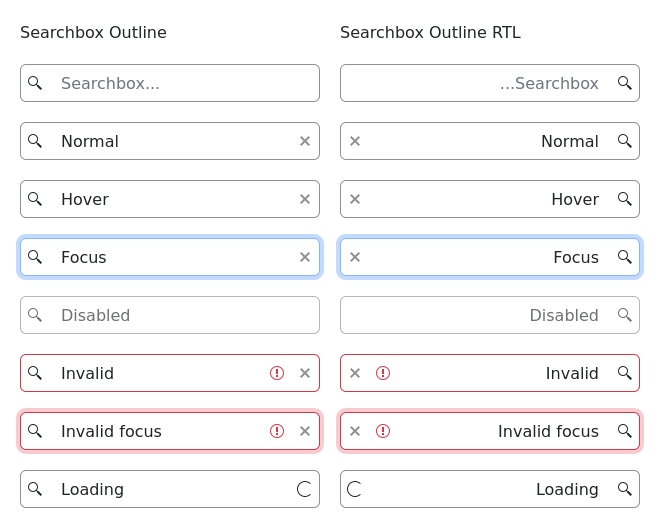 Searchbox Outline
Searchbox Outline RTL
Searchbox...
...Searchbox
Normal
Normal
Hover
Hover
Focus
Focus
Disabled
Disabled
Invalid
Invalid
Invalid focus
Invalid focus
Loading
Loading